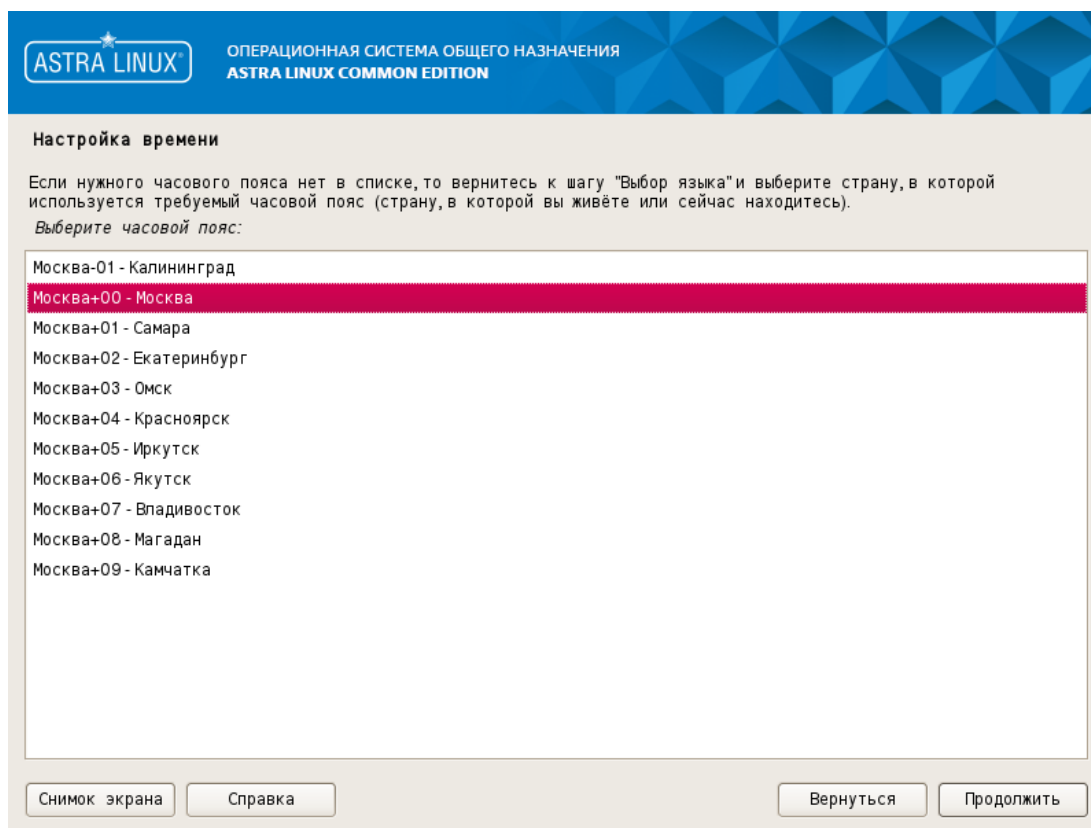 ASTRA LINUX®
ОПЕРАЦИОННАЯ СИСТЕМА ОБЩЕГО НАЗНАЧЕНИЯ
ASTRA LINUX COMMON EDITION
Настройка времени
Если нужного часового пояса нет в списке, то вернитесь к шагу "Выбор языка" и выберите страну, в которой
используется требуемый часовой пояс (страну, в которой вы живёте или сейчас находитесь).
Выберите часовой пояс:
Москва-01 - Калининград
Москва+00 - Москва
Москва+01 - Самара
Москва+02 - Екатеринбург
Москва+03 - Омск
Москва+04 - Красноярск
Москва+05 - Иркутск
Москва+06 - Якутск
Москва+07 - Владивосток
Москва+08 - Магадан
Москва+09 - Камчатка
Снимок экрана Справка Вернуться Продолжить